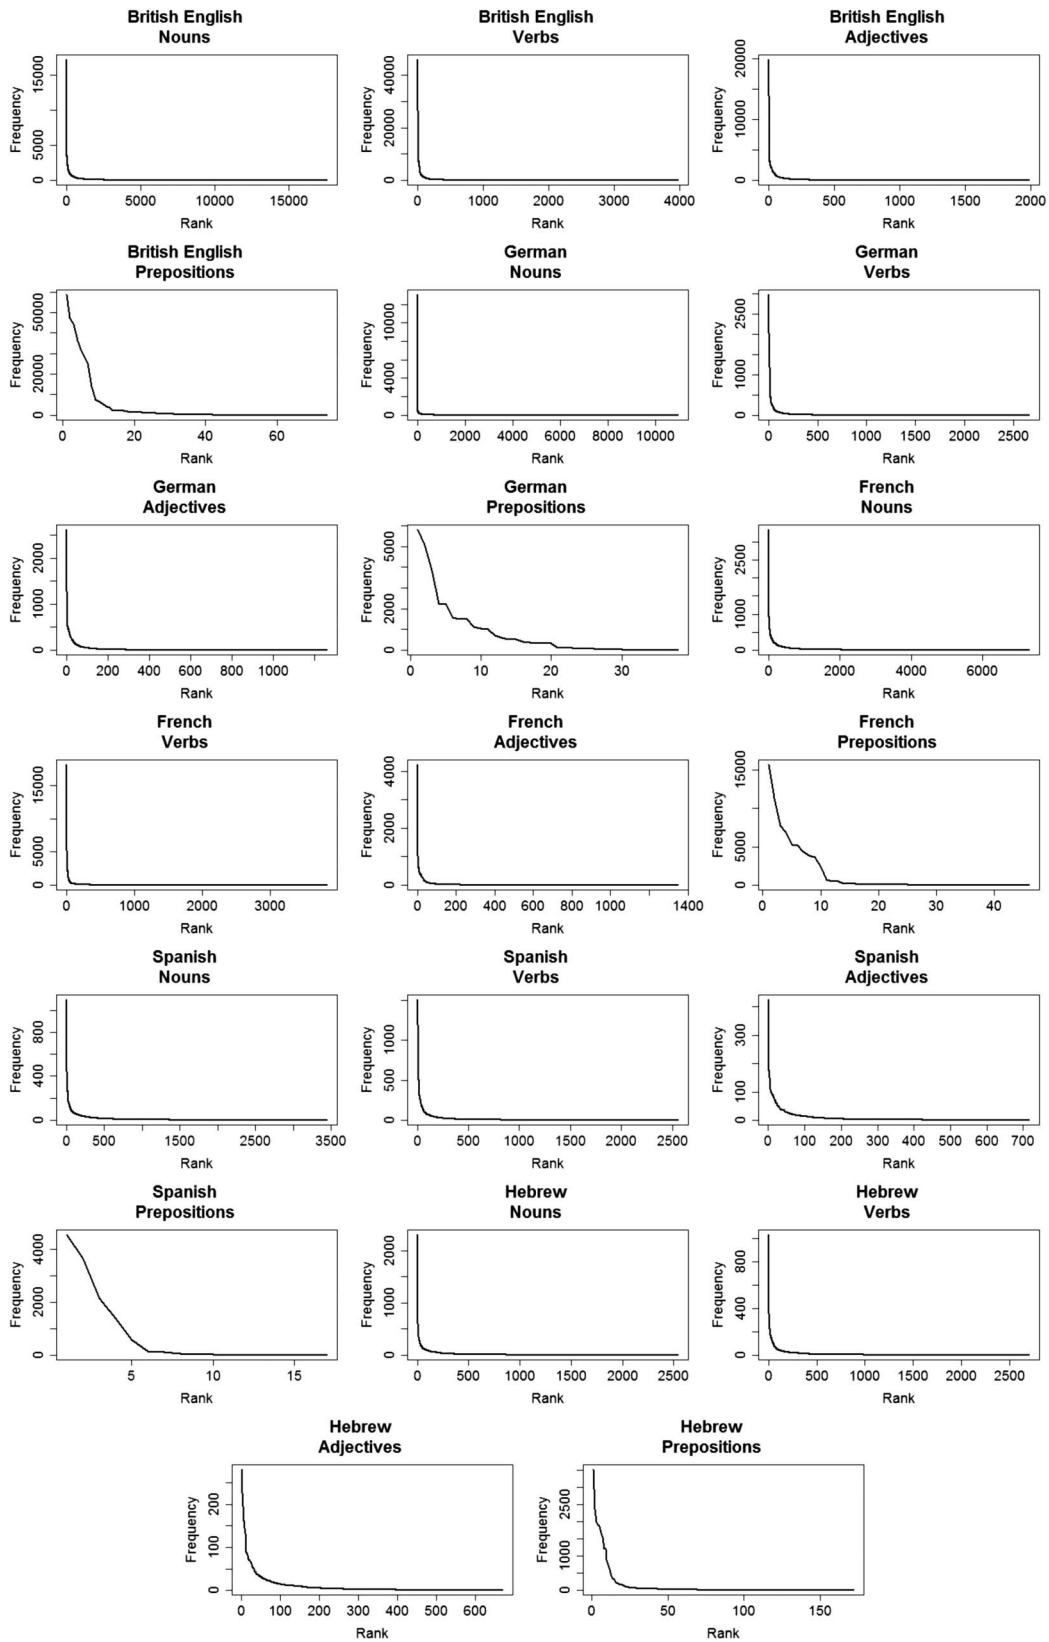 British English
Nouns
Frequency
0 5000 15000
0 5000 10000 15000
Rank
British English
Verbs
Frequency
0 20000 40000
0 1000 2000 3000 4000
Rank
British English
Adjectives
Frequency
0 10000 20000
0 500 1000 1500 2000
Rank
British English
Prepositions
Frequency
0 20000 50000
0 20 40 60
Rank
German
Nouns
Frequency
0 4000 10000
0 2000 4000 6000 8000 10000
Rank
German
Verbs
Frequency
0 1000 2500
0 500 1000 1500 2000 2500
Rank
German
Adjectives
Frequency
0 1000 2000
0 200 400 600 800 1000
Rank
German
Prepositions
Frequency
0 2000 5000
0 10 20 30
Rank
French
Nouns
Frequency
0 1000 2500
0 2000 4000 6000
Rank
French
Verbs
Frequency
0 5000 15000
0 1000 2000 3000
Rank
French
Adjectives
Frequency
0 2000 4000
0 200 400 600 800 1000 1400
Rank
French
Prepositions
Frequency
0 5000 15000
0 10 20 30 40
Rank
Spanish
Nouns
Frequency
0 400 800
0 500 1500 2500 3500
Rank
Spanish
Verbs
Frequency
0 500 1000
0 500 1000 1500 2000 2500
Rank
Spanish
Adjectives
Frequency
0 100 300
0 100 200 300 400 500 600 700
Rank
Spanish
Prepositions
Frequency
0 2000 4000
5 10 15
Rank
Hebrew
Nouns
Frequency
0 1000 2000
0 500 1000 1500 2000 2500
Rank
Hebrew
Verbs
Frequency
0 400 800
0 500 1000 1500 2000 2500
Rank
Hebrew
Adjectives
Frequency
0 100 200
0 100 200 300 400 500 600
Rank
Hebrew
Prepositions
Frequency
0 1000 2500
0 50 100 150
Rank